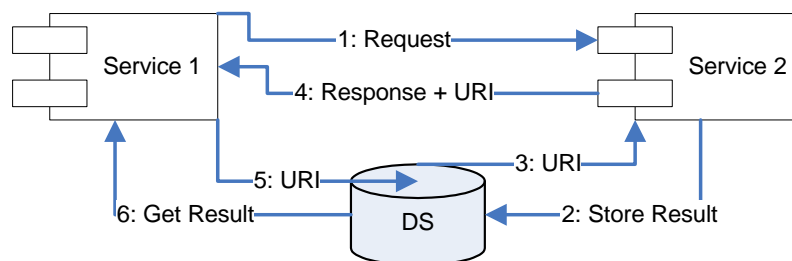 1: Request
Service 1
Service 2
4: Response + URI
3: URI
5: URI
6: Get Result
DS
2: Store Result